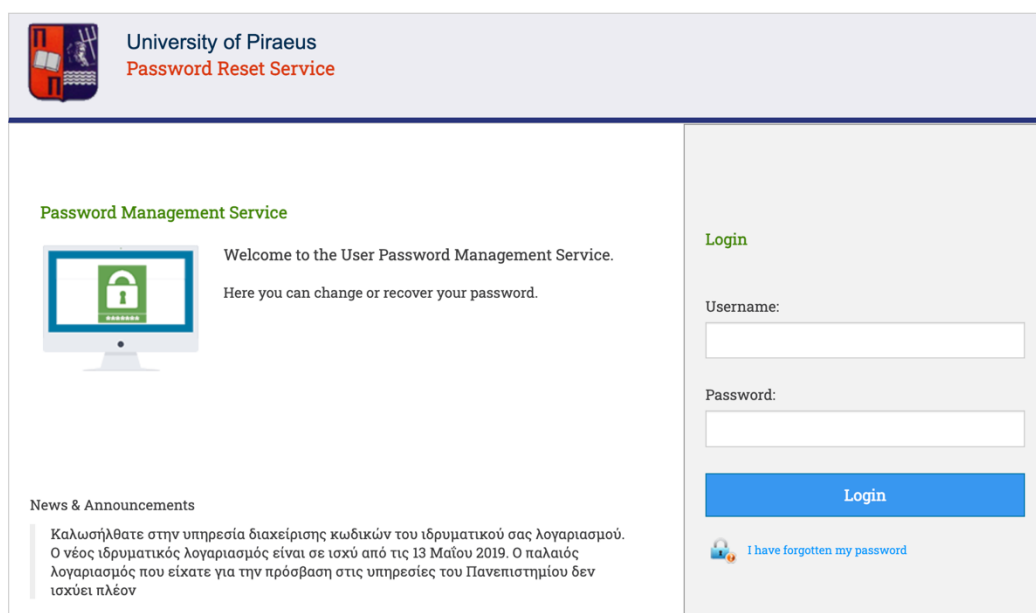 University of Piraeus
Password Reset Service
Password Management Service
Welcome to the User Password Management Service.
Here you can change or recover your password.
News & Announcements
Καλωσήλθατε στην υπηρεσία διαχείρισης κωδικών του ιδρυματικού σας λογαριασμού.
Ο νέος ιδρυματικός λογαριασμός είναι σε ισχύ από τις 13 Μαΐου 2019. Ο παλαιός
λογαριασμός που είχατε για την πρόσβαση στις υπηρεσίες του Πανεπιστημίου δεν
ισχύει πλέον
Login
Username:
Password:
Login
I have forgotten my password